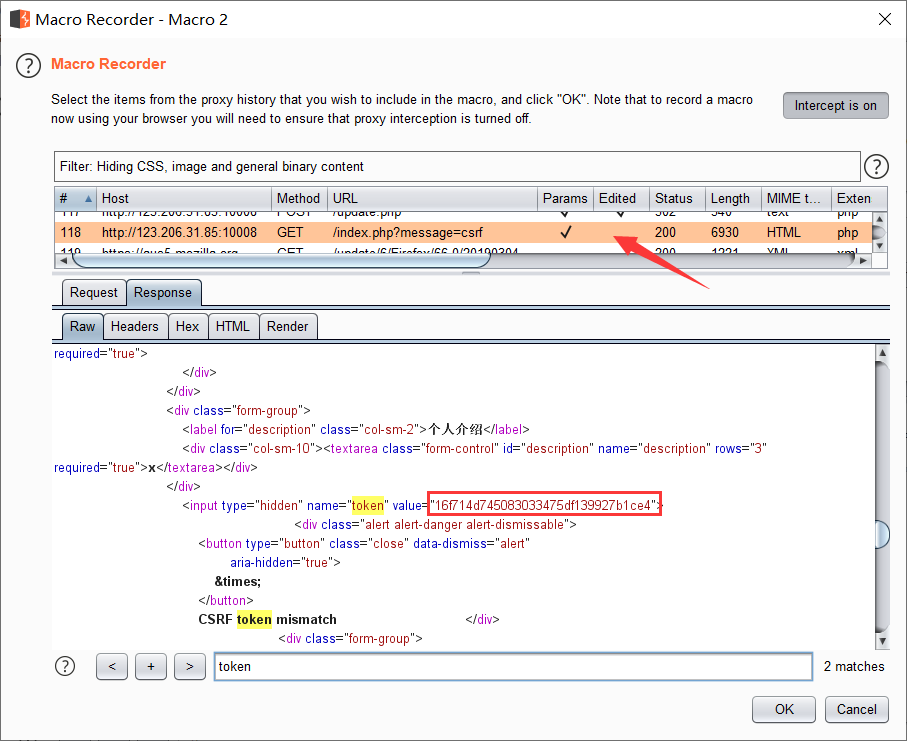 Macro Recorder - Macro 2
Macro Recorder
Select the items from the proxy history that you wish to include in the macro, and click "OK". Note that to record a macro
now using your browser you will need to ensure that proxy interception is turned off.
Intercept is on
Filter: Hiding CSS, image and general binary content
# Host Method URL Params Edited Status Length MIME t... Exten
117 http://123.206.31.85:10008 POST /update.php 302 540 text php
118 http://123.206.31.85:10008 GET /index.php?message=csrf 200 6930 HTML php
119 http://aus5.mozilla.org GET /update/6/Firefox/66.0/20190304 200 1221 XML xml
Request Response
Raw Headers Hex HTML Render
required="true">
</div>
</div>
<div class="form-group">
<label for="description" class="col-sm-2">个人介绍</label>
<div class="col-sm-10"><textarea class="form-control" id="description" name="description" rows="3"
required="true">x</textarea></div>
</div>
<input type="hidden" name="token" value="16f714d745083033475df139927b1ce4">
<div class="alert alert-danger alert-dismissable">
<button type="button" class="close" data-dismiss="alert"
aria-hidden="true">
&times;
</button>
CSRF token mismatch </div>
<div class="form-group">
? < + > token 2 matches
OK Cancel